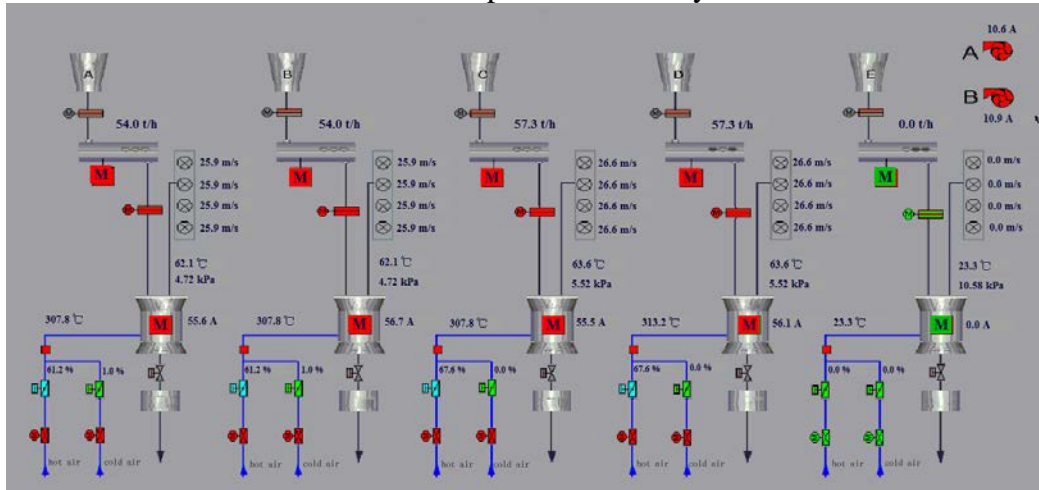 10.6 A
A
B
10.9 A
A
B
C
D
E
54.0 t/h
54.0 t/h
57.3 t/h
57.3 t/h
0.0 t/h
M
M
M
M
M
25.9 m/s
25.9 m/s
25.9 m/s
25.9 m/s
25.9 m/s
25.9 m/s
25.9 m/s
25.9 m/s
26.6 m/s
26.6 m/s
26.6 m/s
26.6 m/s
26.6 m/s
26.6 m/s
26.6 m/s
26.6 m/s
0.0 m/s
0.0 m/s
0.0 m/s
0.0 m/s
62.1 ℃
4.72 kPa
62.1 ℃
4.72 kPa
63.6 ℃
5.52 kPa
63.6 ℃
5.52 kPa
23.3 ℃
10.58 kPa
307.8 ℃
M
55.6 A
307.8 ℃
M
56.7 A
307.8 ℃
M
55.5 A
313.2 ℃
M
56.1 A
23.3 ℃
M
0.0 A
61.2 %
1.0 %
61.2 %
1.0 %
67.6 %
0.0 %
67.6 %
0.0 %
0.0 %
0.0 %
hot air
cold air
hot air
cold air
hot air
cold air
hot air
cold air
hot air
cold air